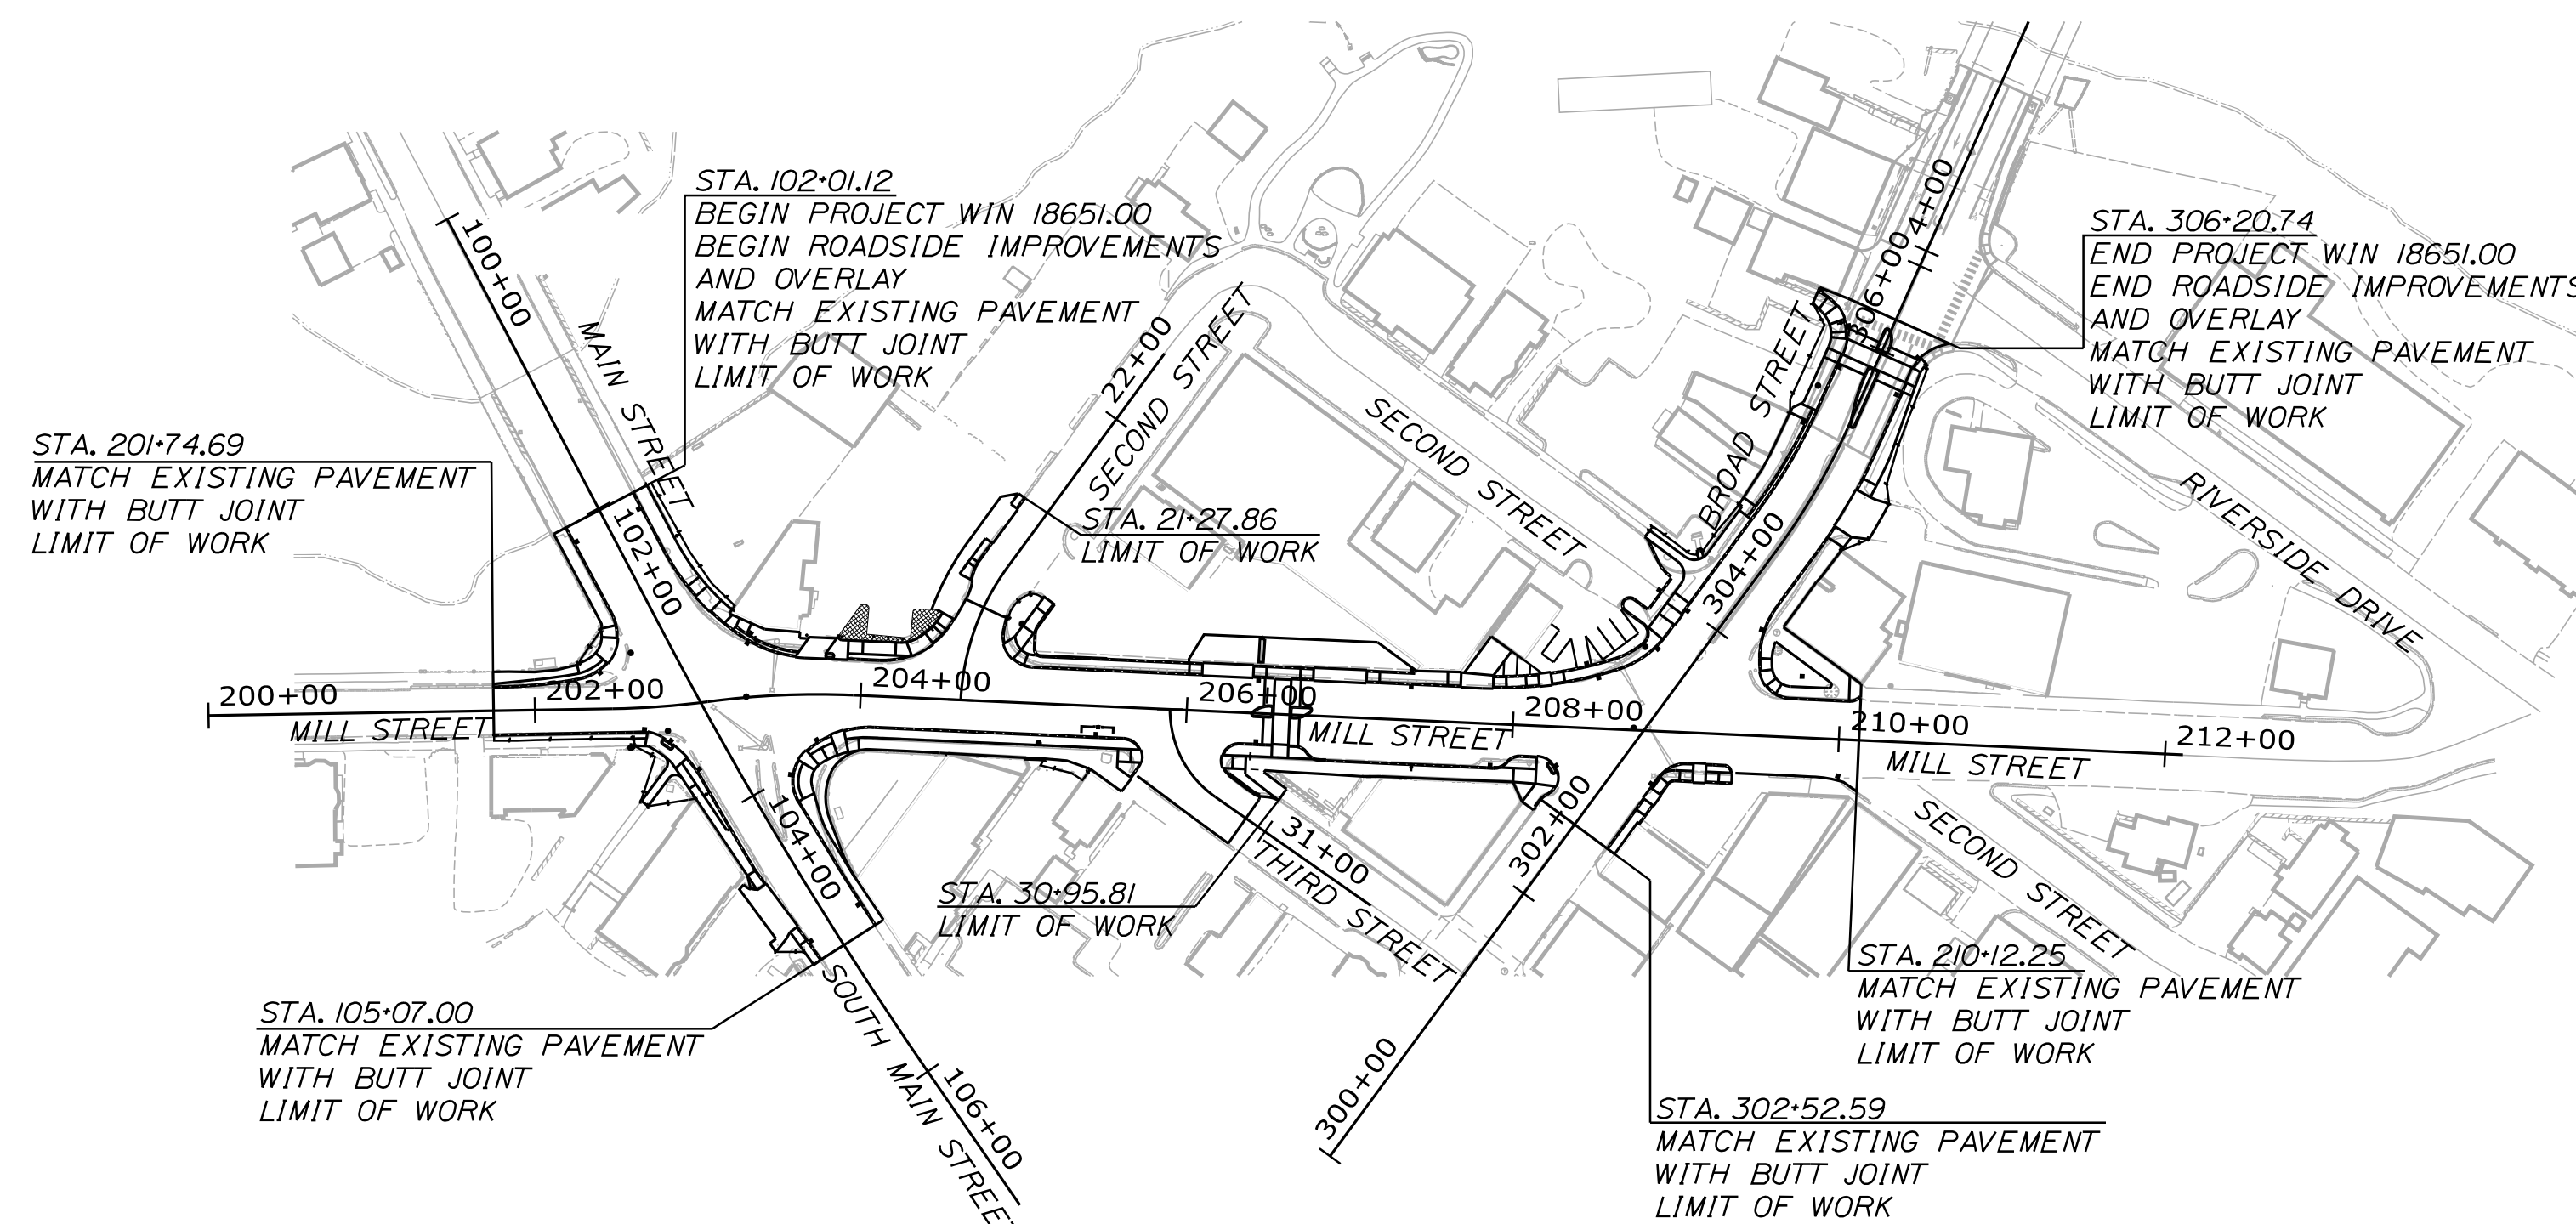 STA. 102+01.12
BEGIN PROJECT WIN 18651.00
BEGIN ROADSIDE IMPROVEMENTS
AND OVERLAY
MATCH EXISTING PAVEMENT
WITH BUTT JOINT
LIMIT OF WORK
STA. 306+20.74
END PROJECT WIN 18651.00
END ROADSIDE IMPROVEMENTS
AND OVERLAY
MATCH EXISTING PAVEMENT
WITH BUTT JOINT
LIMIT OF WORK
STA. 201+74.69
MATCH EXISTING PAVEMENT
WITH BUTT JOINT
LIMIT OF WORK
STA. 21+27.86
LIMIT OF WORK
100+00
MAIN STREET
102+00
22+00
SECOND STREET
SECOND STREET
BROAD STREET
306+00
4+00
304+00
RIVERSIDE DRIVE
200+00
202+00
204+00
206+00
208+00
210+00
212+00
MILL STREET
MILL STREET
MILL STREET
104+00
31+00
THIRD STREET
302+00
SECOND STREET
STA. 30+95.81
LIMIT OF WORK
STA. 210+12.25
MATCH EXISTING PAVEMENT
WITH BUTT JOINT
LIMIT OF WORK
STA. 105+07.00
MATCH EXISTING PAVEMENT
WITH BUTT JOINT
LIMIT OF WORK
SOUTH MAIN STREET
106+00
300+00
STA. 302+52.59
MATCH EXISTING PAVEMENT
WITH BUTT JOINT
LIMIT OF WORK